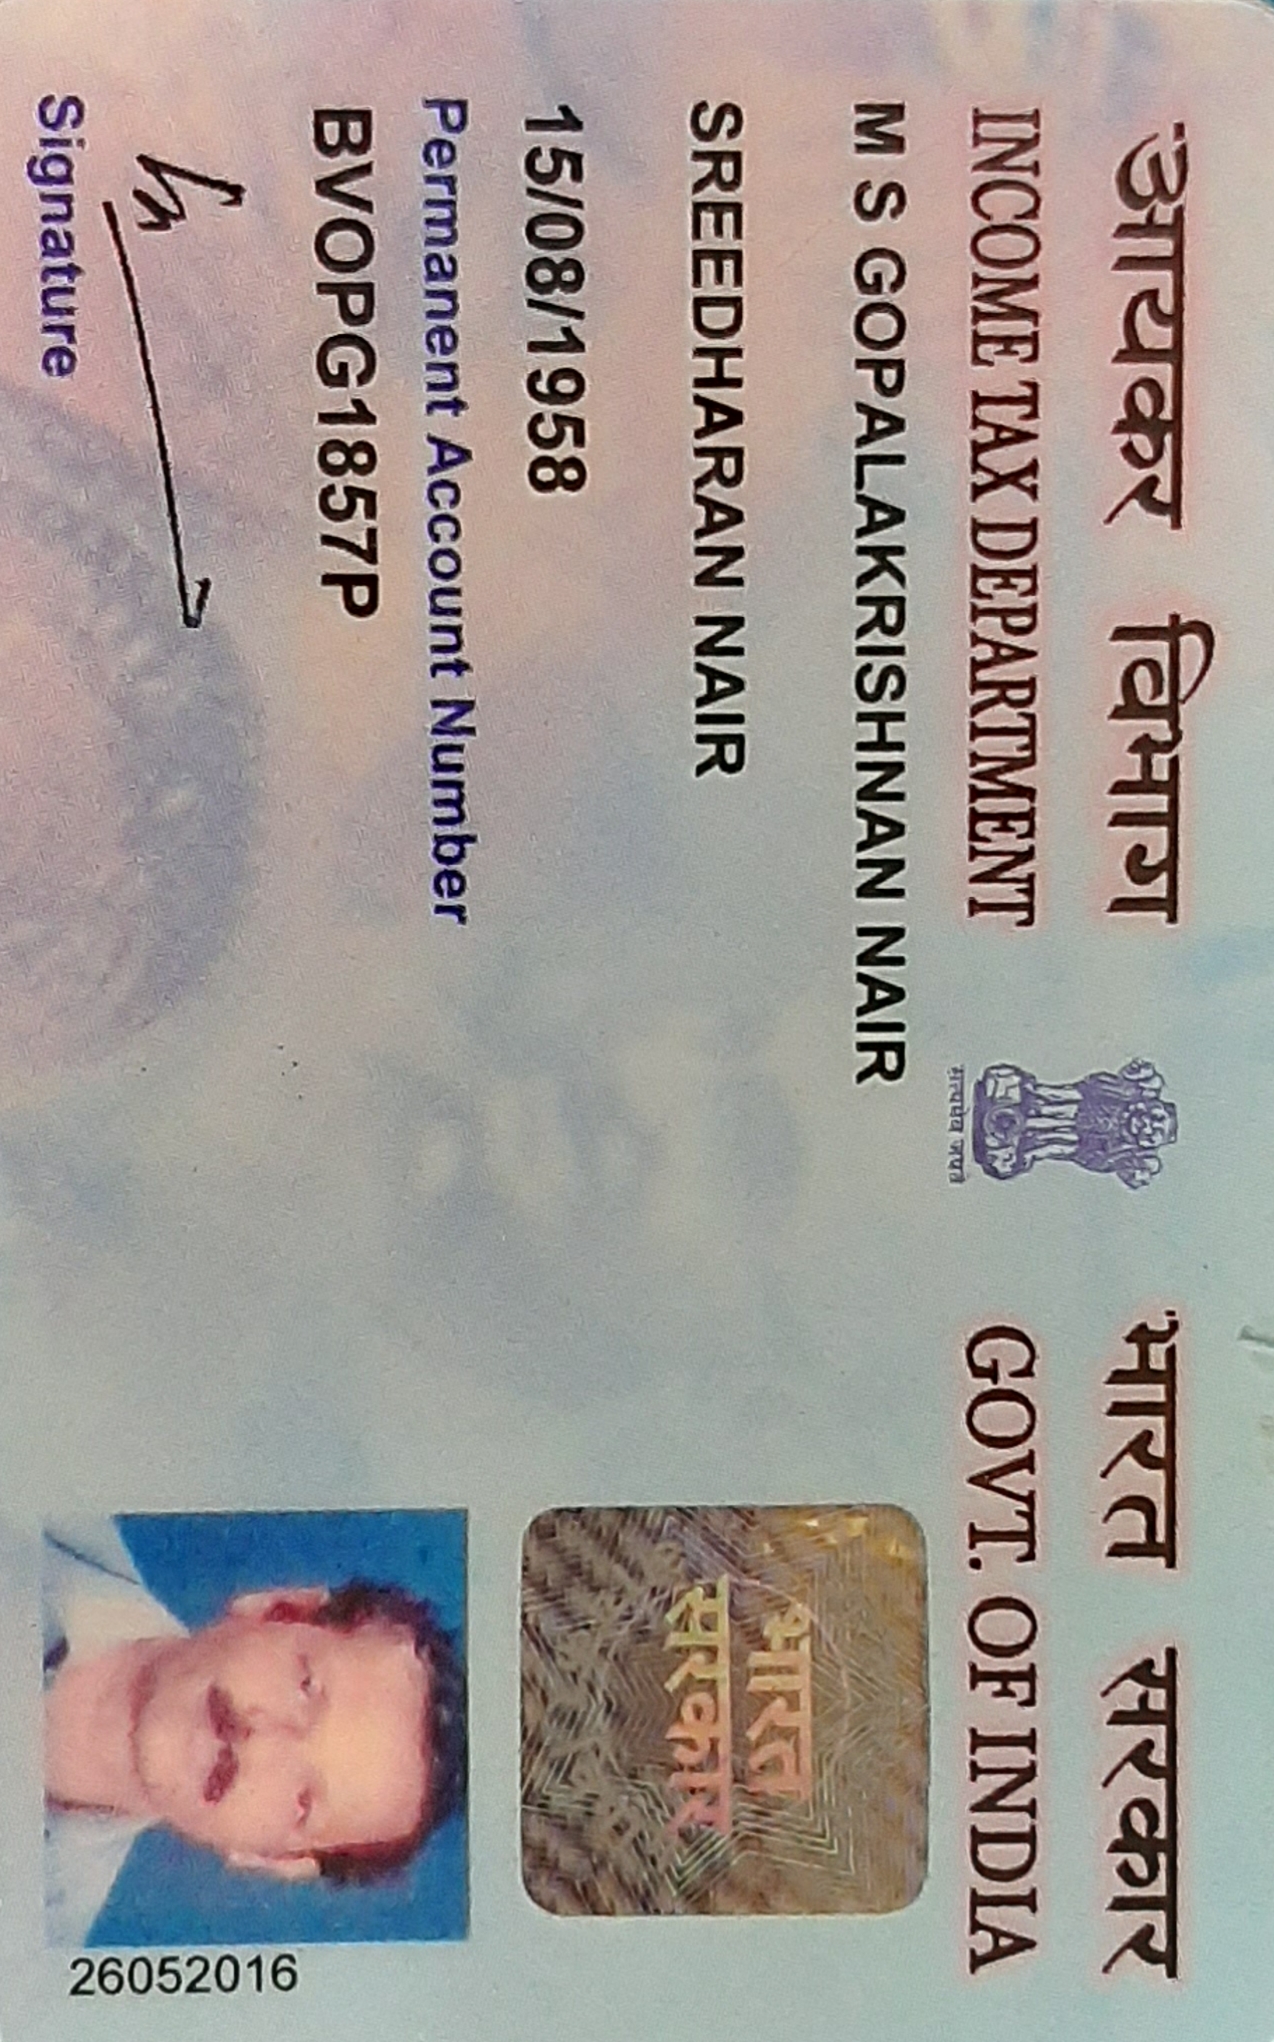 आयकर विभाग
भारत सरकार
INCOME TAX DEPARTMENT
GOVT. OF INDIA
सत्यमेव जयते
M S GOPALAKRISHNAN NAIR
SREEDHARAN NAIR
15/08/1958
Permanent Account Number
BVOPG1857P
Signature
भारत
सरकार
26052016